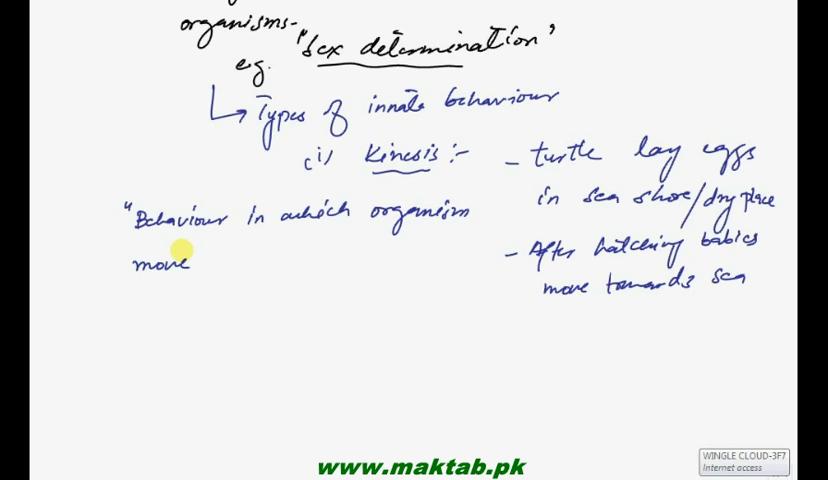 organisms-
e.g. "Sex determination"
Types of innate behaviour
(i) Kinesis :-
"Behaviour in which organism
move
- turtle lay eggs
in sea shore/dry place
- After hatching babies
move towards sea
www.maktab.pk
WINGLE CLOUD-3F7
Internet access